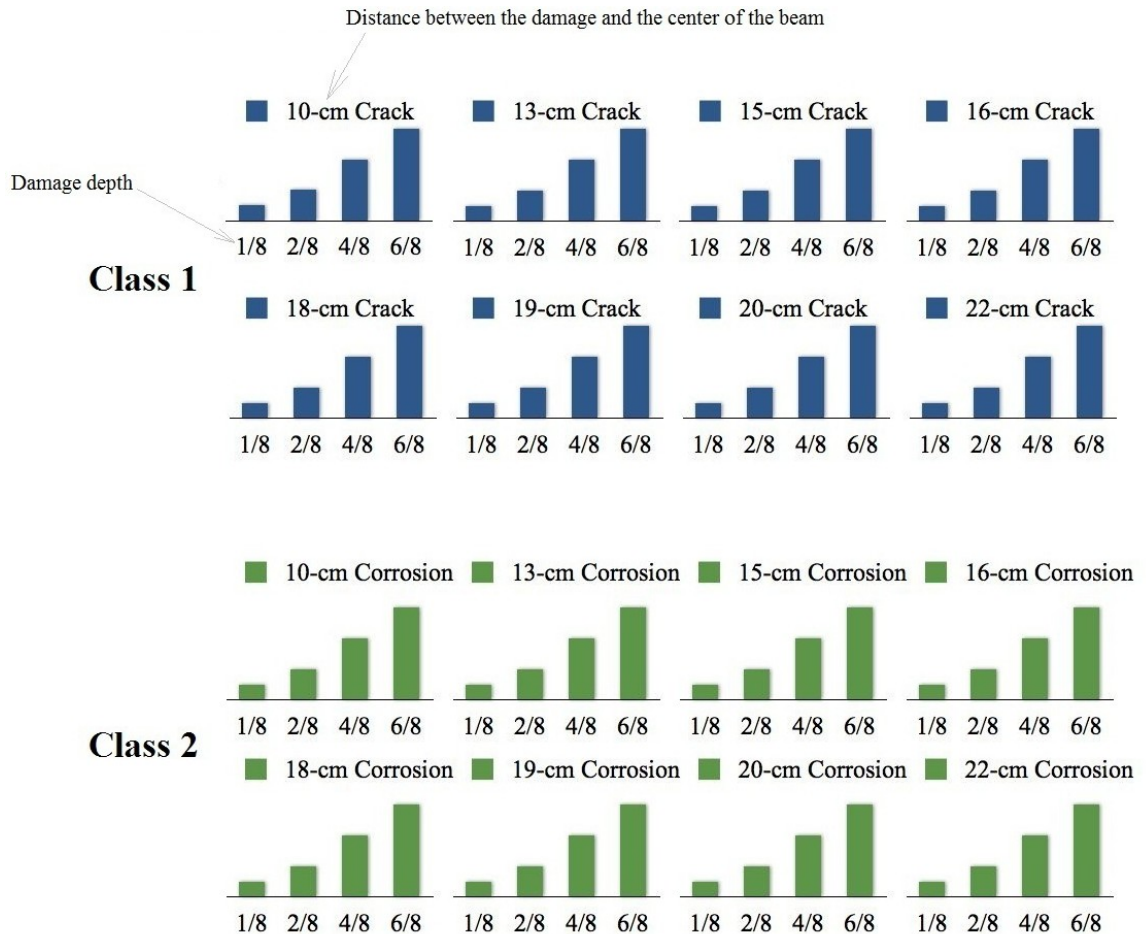 Distance between the damage and the center of the beam
10-cm Crack 13-cm Crack 15-cm Crack 16-cm Crack
Damage depth
1/8 2/8 4/8 6/8 1/8 2/8 4/8 6/8 1/8 2/8 4/8 6/8 1/8 2/8 4/8 6/8
Class 1
18-cm Crack 19-cm Crack 20-cm Crack 22-cm Crack
1/8 2/8 4/8 6/8 1/8 2/8 4/8 6/8 1/8 2/8 4/8 6/8 1/8 2/8 4/8 6/8
10-cm Corrosion 13-cm Corrosion 15-cm Corrosion 16-cm Corrosion
1/8 2/8 4/8 6/8 1/8 2/8 4/8 6/8 1/8 2/8 4/8 6/8 1/8 2/8 4/8 6/8
Class 2
18-cm Corrosion 19-cm Corrosion 20-cm Corrosion 22-cm Corrosion
1/8 2/8 4/8 6/8 1/8 2/8 4/8 6/8 1/8 2/8 4/8 6/8 1/8 2/8 4/8 6/8